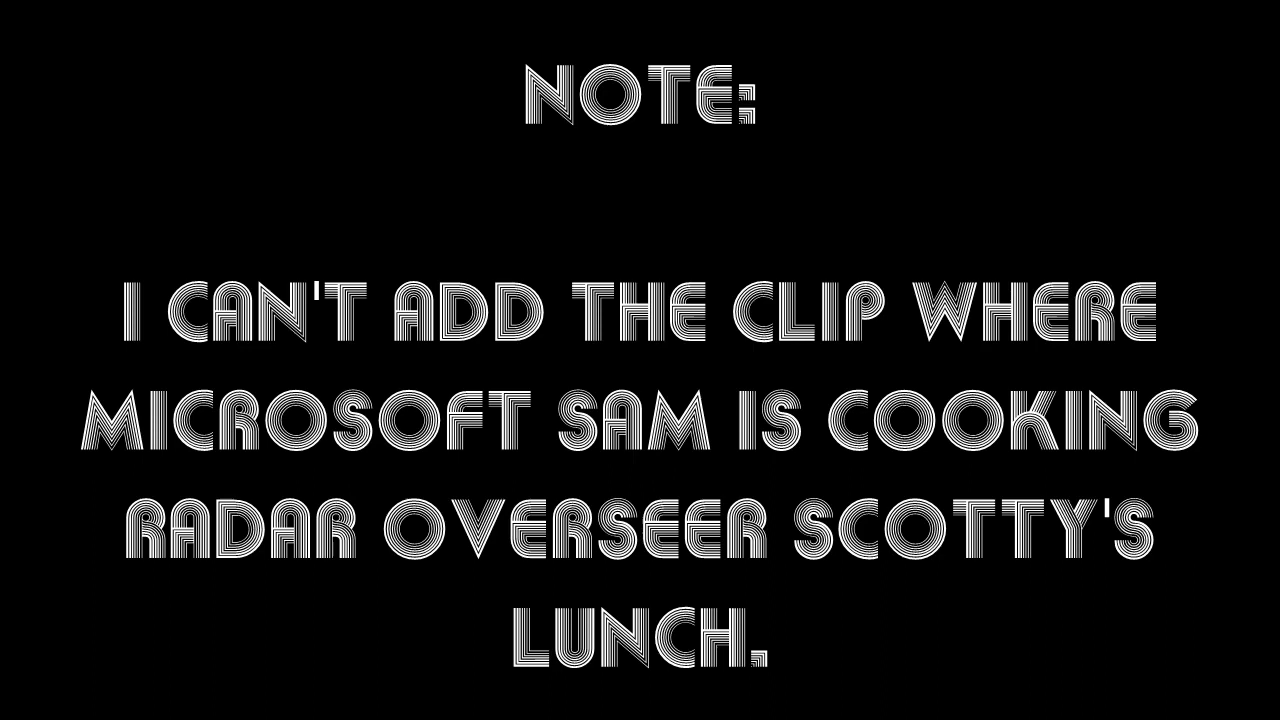 NOTE:
I CAN'T ADD THE CLIP WHERE
MICROSOFT SAM IS COOKING
RADAR OVERSEER SCOTTY'S
LUNCH.